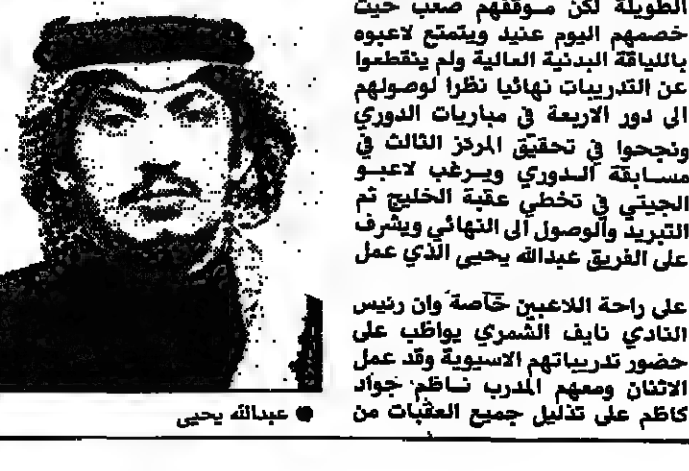 الطويلة لكن موقفهم صعب حيث
خصمهم اليوم عنيد ويتمتع لاعبوه
باللياقة البدنية العالية ولم ينقطعوا
عن التدريبات نهائيا نظرا لوصولهم
الى دور الاربعة في مباريات الدوري
ونجحوا في تحقيق المركز الثالث في
مسابقة الدوري ويرغب لاعبو
الجيتي في تخطي عقبة الخليج ثم
التبريد والوصول الى النهائي ويشرف
على الفريق عبدالله يحيى الذي عمل
على راحة اللاعبين خاصة وان رئيس
النادي نايف الشمري يواظب على
حضور تدريباتهم الاسيوية وقد عمل
الاثنان ومعهم المدرب ناظم جواد
كاظم على تذليل جميع العقبات من
● عبدالله يحيى